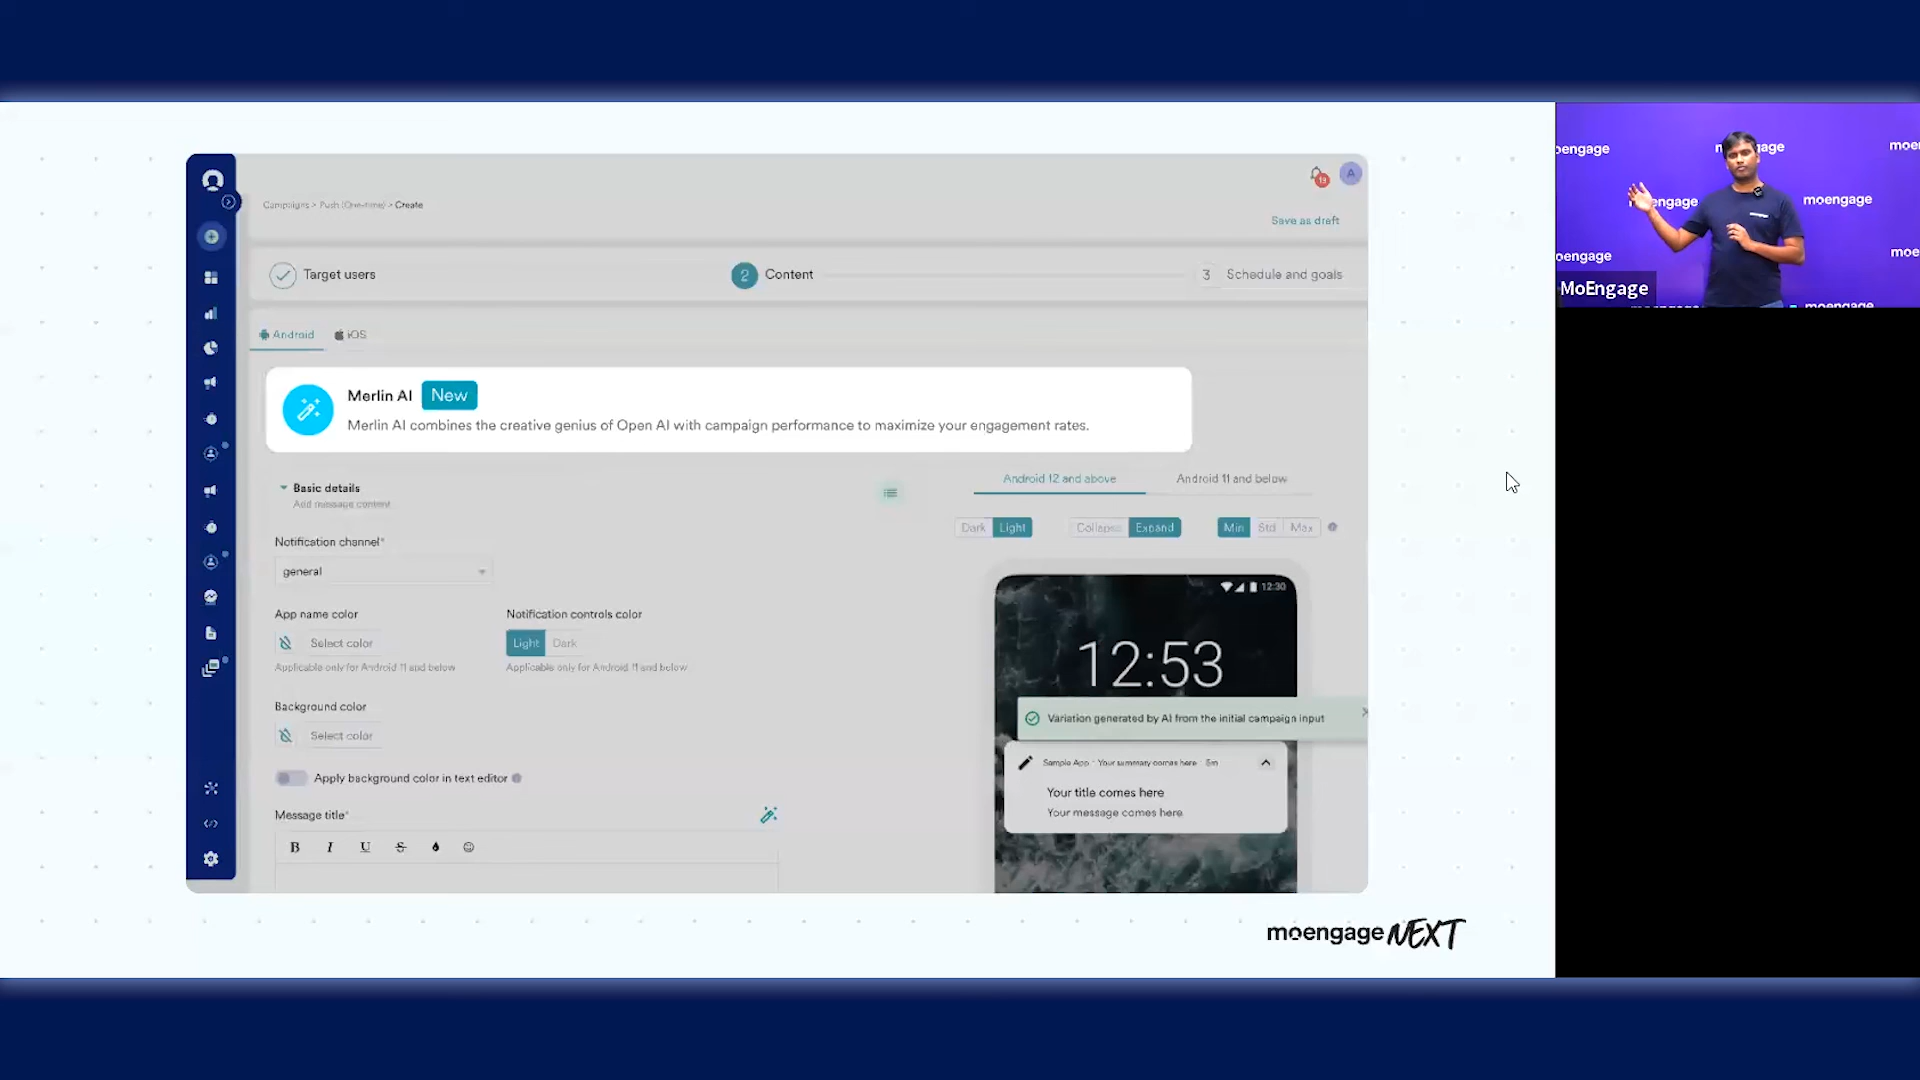 13
A
Campaigns > Push (One-time) > Create
Save as draft
Target users
2 Content
3 Schedule and goals
Android
iOS
Merlin AI New
Merlin AI combines the creative genius of Open AI with campaign performance to maximize your engagement rates.
Basic details
Add message content
Notification channel*
general
App name color
Select color
Applicable only for Android 11 and below
Notification controls color
Light Dark
Applicable only for Android 11 and below
Background color
Select color
Apply background color in text editor
Message title*
B I U S
Android 12 and above
Android 11 and below
Dark Light
Collapse Expand
Min Std Max
12:30
12:53
Variation generated by AI from the initial campaign input
Sample App · Your summary comes here · 5m
Your title comes here
Your message comes here
moengage NEXT
oengage
moengage
moe
engage
moengage
oengage
moe
MoEngage
moengage